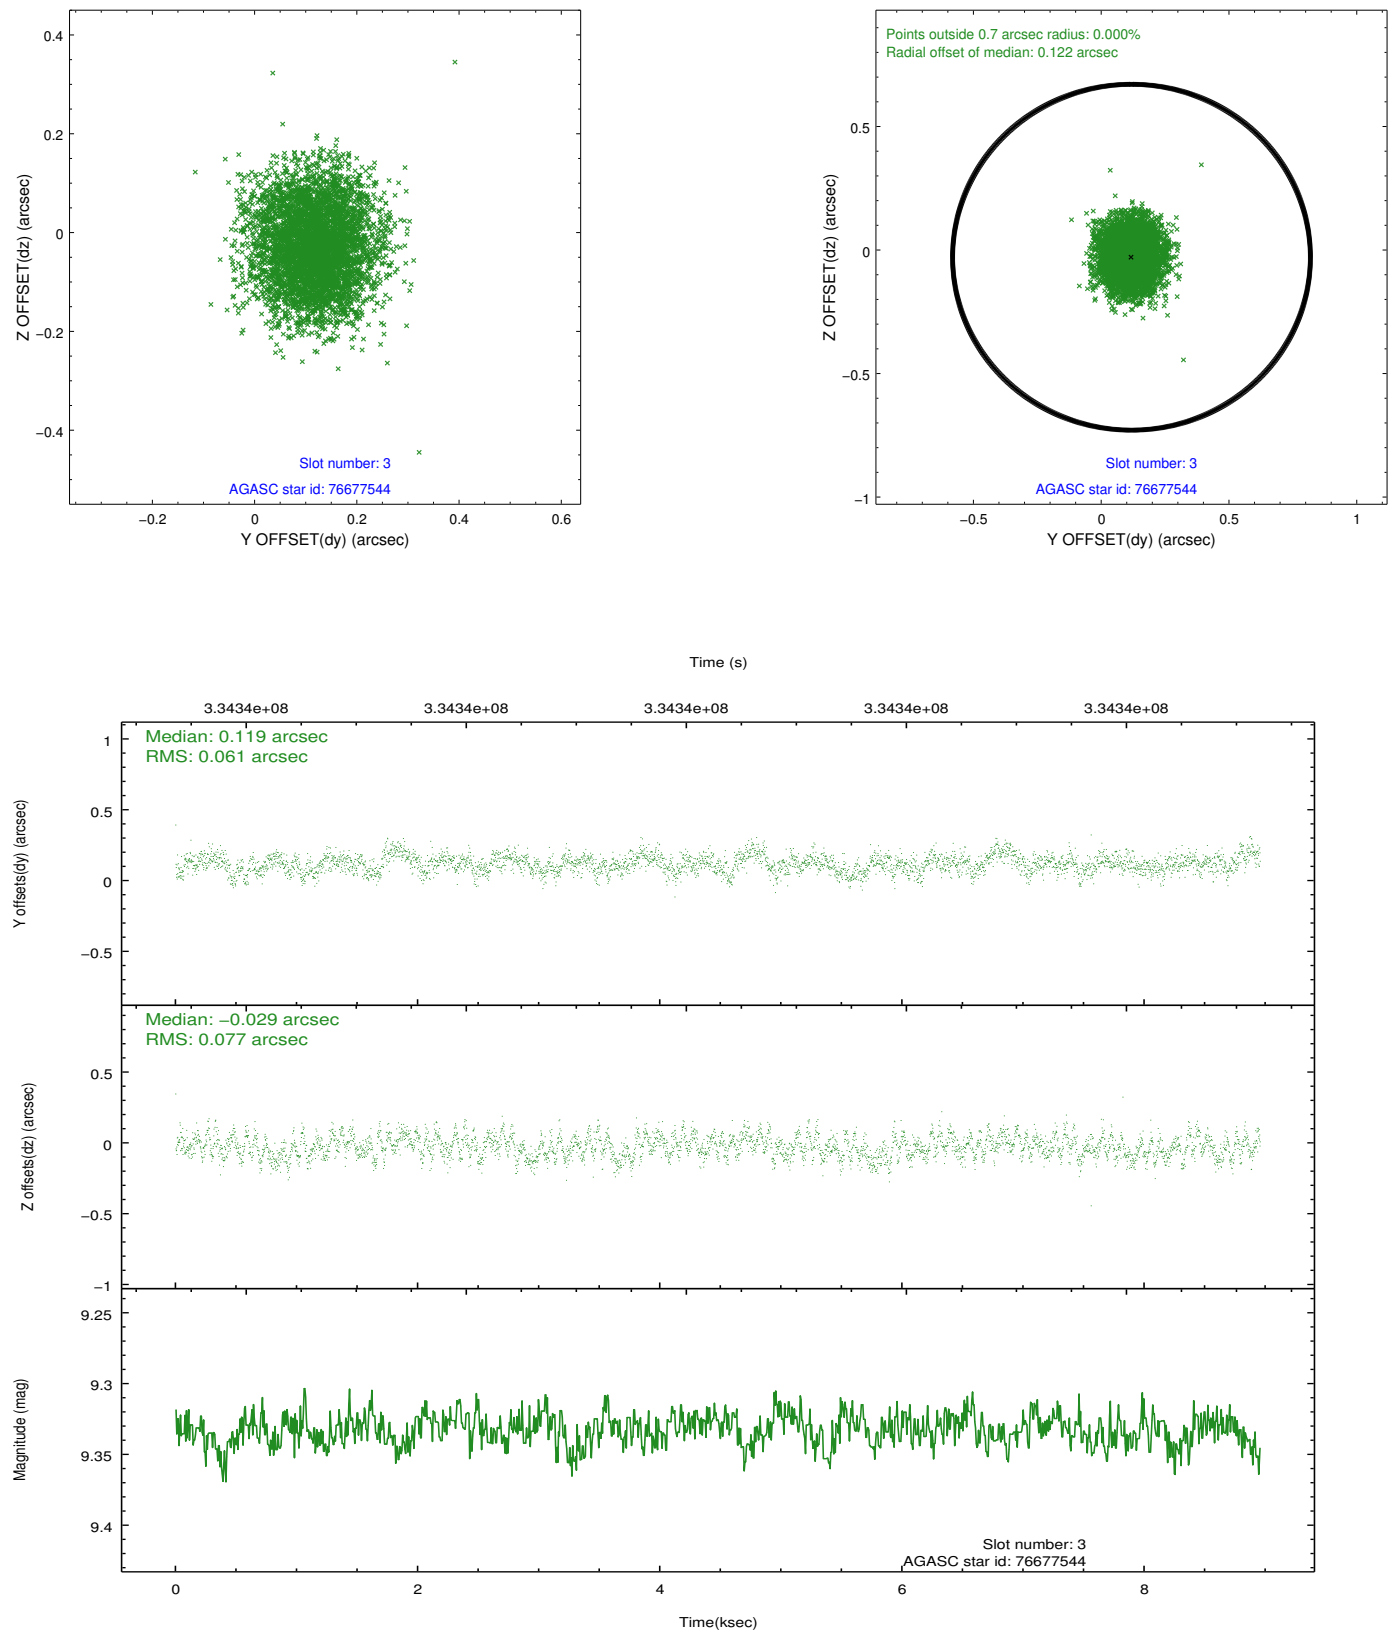 0.4
0.2
0
−0.2
−0.4
Z OFFSET(dz) (arcsec)
Slot number: 3
AGASC star id: 76677544
−0.2 0 0.2 0.4 0.6
Y OFFSET(dy) (arcsec)
Points outside 0.7 arcsec radius: 0.000%
Radial offset of median: 0.122 arcsec
0.5
0
−0.5
−1
Z OFFSET(dz) (arcsec)
Slot number: 3
AGASC star id: 76677544
−0.5 0 0.5 1
Y OFFSET(dy) (arcsec)
Time (s)
3.3434e+08 3.3434e+08 3.3434e+08 3.3434e+08 3.3434e+08
Median: 0.119 arcsec
RMS: 0.061 arcsec
1
0.5
0
−0.5
Y offsets(dy) (arcsec)
Median: −0.029 arcsec
RMS: 0.077 arcsec
0.5
0
−0.5
−1
Z offsets(dz) (arcsec)
9.25
9.3
9.35
9.4
Magnitude (mag)
Slot number: 3
AGASC star id: 76677544
0 2 4 6 8
Time(ksec)